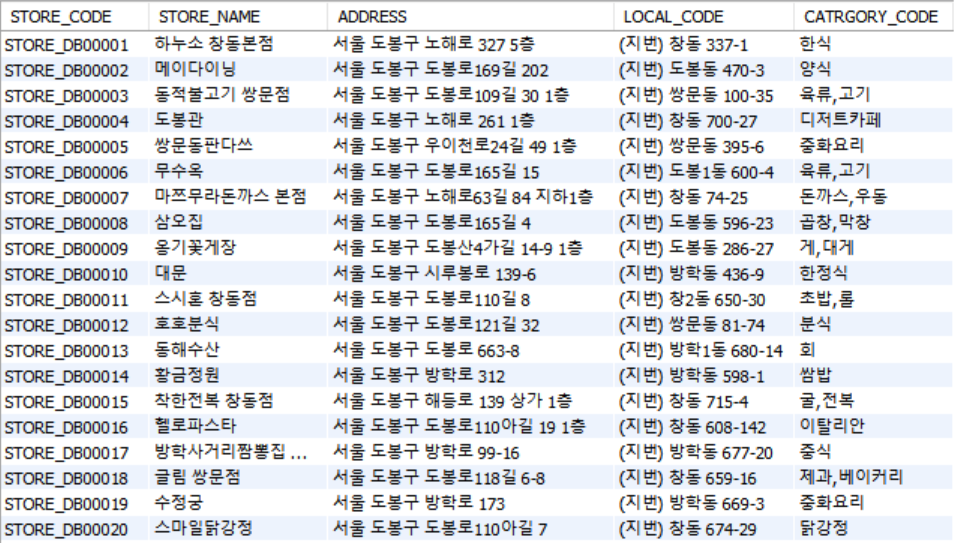 STORE_CODE STORE_NAME ADDRESS LOCAL_CODE CATRGORY_CODE
STORE_DB00001 하누소 창동본점 서울 도봉구 노해로 327 5층 (지번) 창동 337-1 한식
STORE_DB00002 메이다이닝 서울 도봉구 도봉로169길 202 (지번) 도봉동 470-3 양식
STORE_DB00003 동적불고기 쌍문점 서울 도봉구 도봉로109길 30 1층 (지번) 쌍문동 100-35 육류,고기
STORE_DB00004 도봉관 서울 도봉구 노해로 261 1층 (지번) 창동 700-27 디저트카페
STORE_DB00005 쌍문동판다쓰 서울 도봉구 우이천로24길 49 1층 (지번) 쌍문동 395-6 중화요리
STORE_DB00006 무수옥 서울 도봉구 도봉로165길 15 (지번) 도봉1동 600-4 육류,고기
STORE_DB00007 마쯔무라돈까스 본점 서울 도봉구 노해로63길 84 지하1층 (지번) 창동 74-25 돈까스,우동
STORE_DB00008 삼오집 서울 도봉구 도봉로165길 4 (지번) 도봉동 596-23 곱창,막창
STORE_DB00009 옹기꽃게장 서울 도봉구 도봉산4가길 14-9 1층 (지번) 도봉동 286-27 게,대게
STORE_DB00010 대문 서울 도봉구 시루봉로 139-6 (지번) 방학동 436-9 한정식
STORE_DB00011 스시혼 창동점 서울 도봉구 도봉로110길 8 (지번) 창2동 650-30 초밥,롤
STORE_DB00012 호호분식 서울 도봉구 도봉로121길 32 (지번) 쌍문동 81-74 분식
STORE_DB00013 동해수산 서울 도봉구 도봉로 663-8 (지번) 방학1동 680-14 회
STORE_DB00014 황금정원 서울 도봉구 방학로 312 (지번) 방학동 598-1 쌈밥
STORE_DB00015 착한전복 창동점 서울 도봉구 해등로 139 상가 1층 (지번) 창동 715-4 굴,전복
STORE_DB00016 헬로파스타 서울 도봉구 도봉로110아길 19 1층 (지번) 창동 608-142 이탈리안
STORE_DB00017 방학사거리짬뽕집 ... 서울 도봉구 방학로 99-16 (지번) 방학동 677-20 중식
STORE_DB00018 글림 쌍문점 서울 도봉구 도봉로118길 6-8 (지번) 창동 659-16 제과,베이커리
STORE_DB00019 수정궁 서울 도봉구 방학로 173 (지번) 방학동 669-3 중화요리
STORE_DB00020 스마일닭강정 서울 도봉구 도봉로110아길 7 (지번) 창동 674-29 닭강정